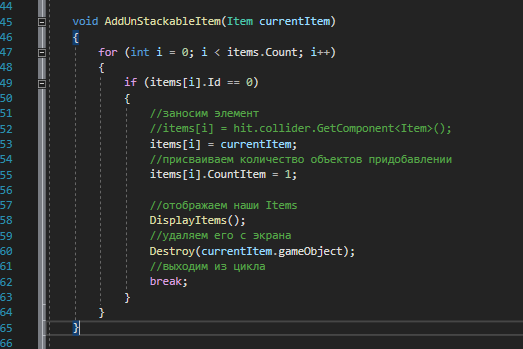 44
45 void AddUnStackableItem(Item currentItem)
46 {
47 for (int i = 0; i < items.Count; i++)
48 {
49 if (items[i].Id == 0)
50 {
51 //заносим элемент
52 //items[i] = hit.collider.GetComponent<Item>();
53 items[i] = currentItem;
54 //присваиваем количество объектов придобавлении
55 items[i].CountItem = 1;
56
57 //отображаем наши Items
58 DisplayItems();
59 //удаляем его с экрана
60 Destroy(currentItem.gameObject);
61 //выходим из цикла
62 break;
63 }
64 }
65 }
66